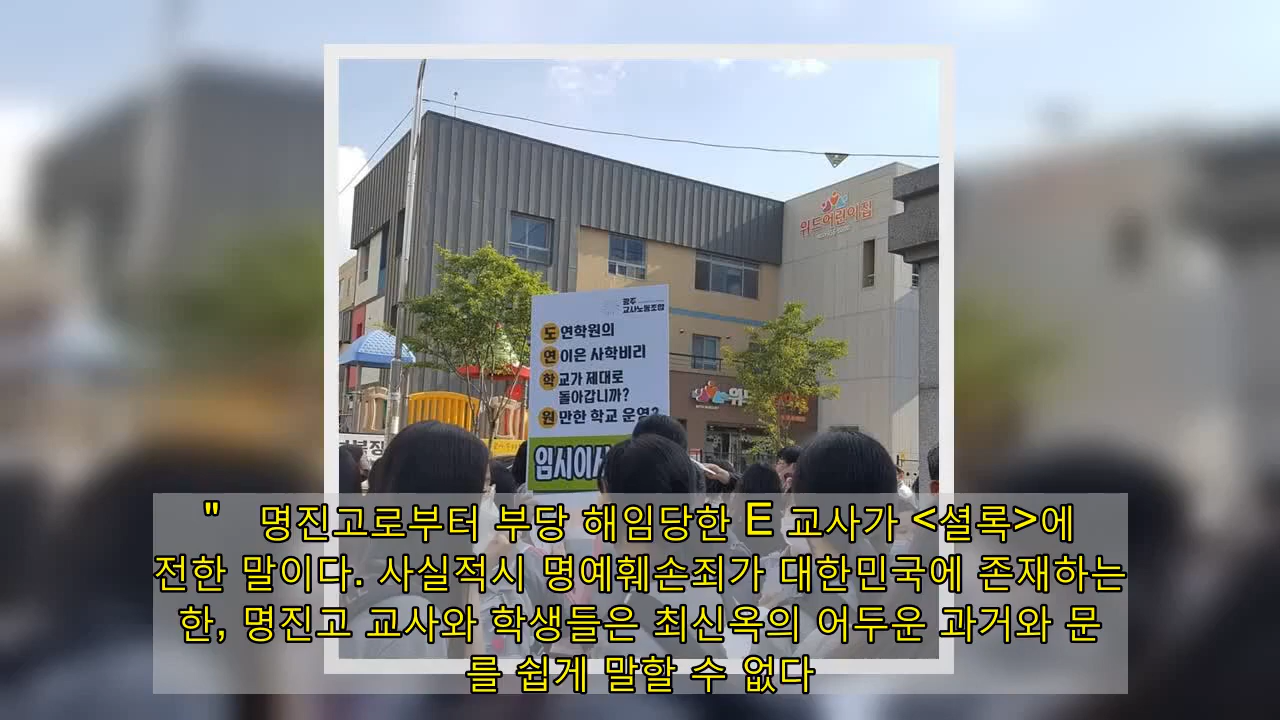 위드어린이집
광주
교사노동조합
도 연학원의
연 이은 사학비리
학 교가 제대로
돌아갑니까?
원 만한 학교 운영?
임시이사
위드
" 명진고로부터 부당 해임당한 E 교사가 <셜록>에
전한 말이다. 사실적시 명예훼손죄가 대한민국에 존재하는
한, 명진고 교사와 학생들은 최신옥의 어두운 과거와 문
를 쉽게 말할 수 없다